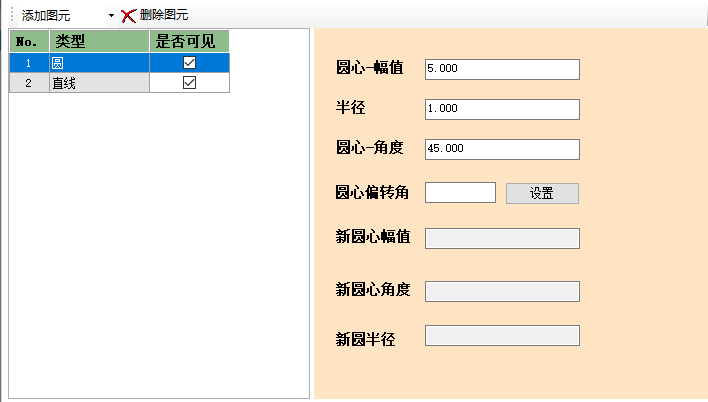 添加图元 删除图元
No. 类型 是否可见
1 圆
2 直线
圆心-幅值 5.000
半径 1.000
圆心-角度 45.000
圆心偏转角 设置
新圆心幅值
新圆心角度
新圆半径